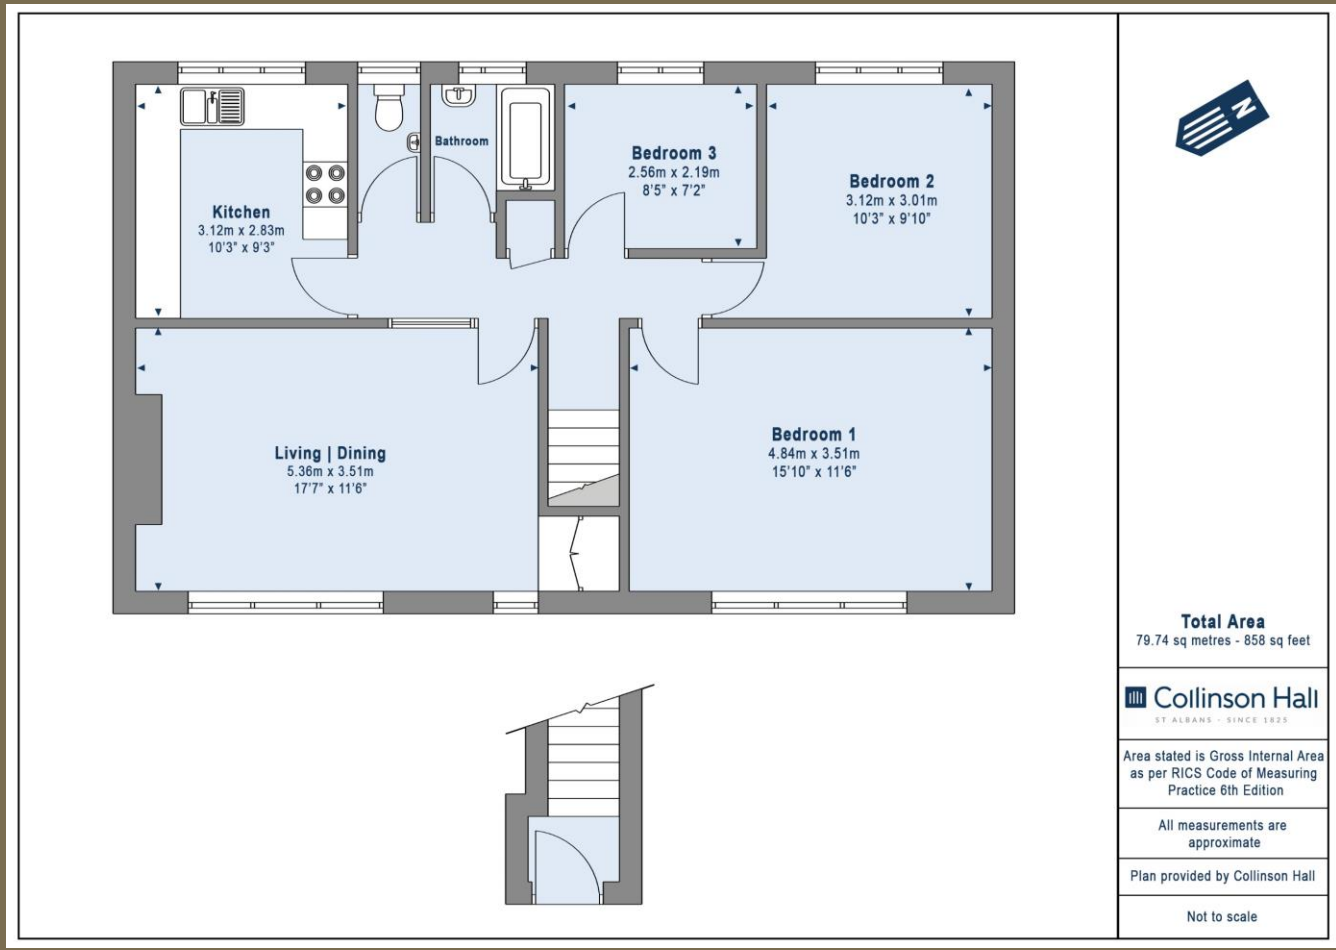 Kitchen
3.12m x 2.83m
10'3" x 9'3"
Bathroom
Bedroom 3
2.56m x 2.19m
8'5" x 7'2"
Bedroom 2
3.12m x 3.01m
10'3" x 9'10"
Living | Dining
5.36m x 3.51m
17'7" x 11'6"
Bedroom 1
4.84m x 3.51m
15'10" x 11'6"
N
Total Area
79.74 sq metres - 858 sq feet
Collinson Hall
ST ALBANS - SINCE 1825
Area stated is Gross Internal Area
as per RICS Code of Measuring
Practice 6th Edition
All measurements are
approximate
Plan provided by Collinson Hall
Not to scale